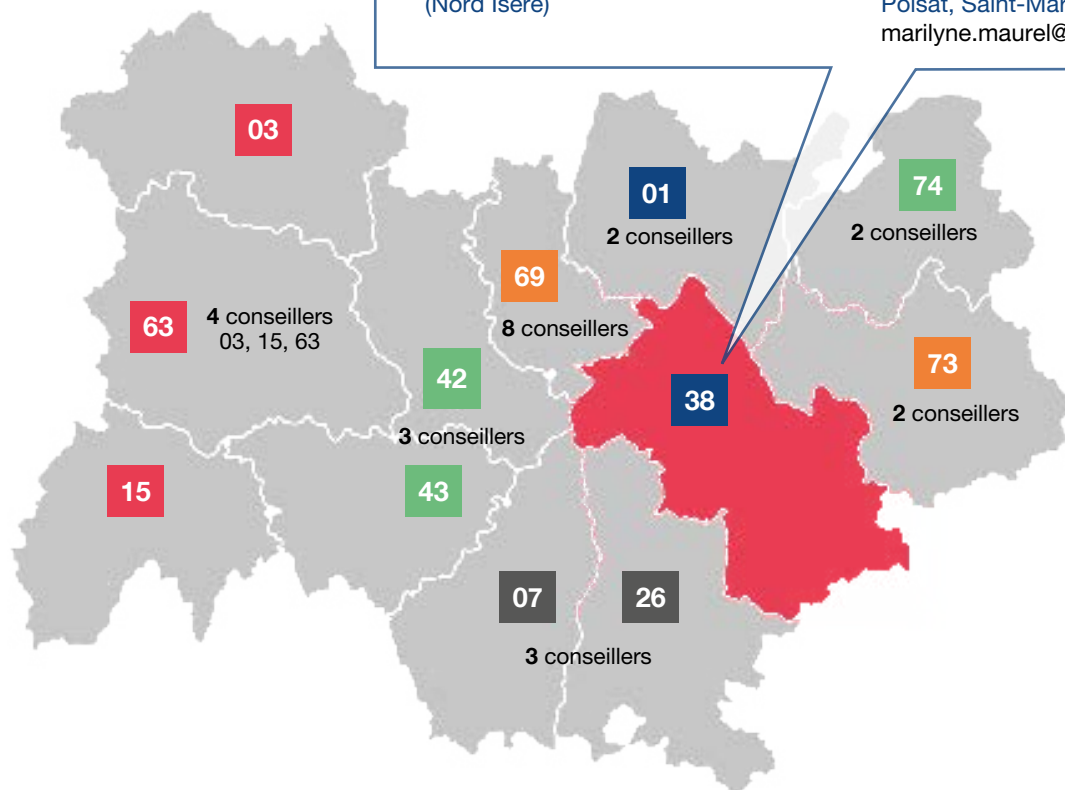 (Nord Isère)
marilyne.maurel@
03
01
2 conseillers
74
2 conseillers
69
8 conseillers
63
4 conseillers
03, 15, 63
42
3 conseillers
38
73
2 conseillers
15
43
07
26
3 conseillers